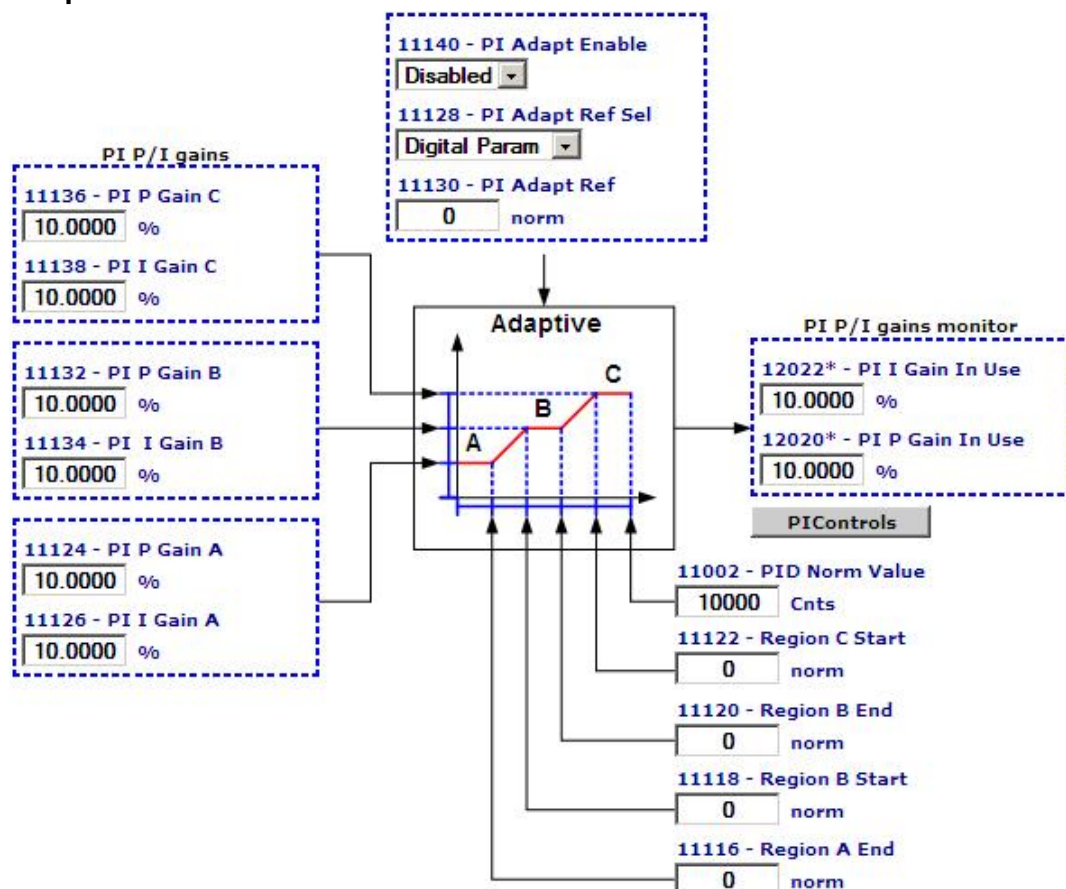 11140 - PI Adapt Enable
Disabled
11128 - PI Adapt Ref Sel
Digital Param
11130 - PI Adapt Ref
0 norm
PI P/I gains
11136 - PI P Gain C
10.0000 %
11138 - PI I Gain C
10.0000 %
11132 - PI P Gain B
10.0000 %
11134 - PI I Gain B
10.0000 %
11124 - PI P Gain A
10.0000 %
11126 - PI I Gain A
10.0000 %
Adaptive
C
B
A
PI P/I gains monitor
12022* - PI I Gain In Use
10.0000 %
12020* - PI P Gain In Use
10.0000 %
PIControls
11002 - PID Norm Value
10000 Cnts
11122 - Region C Start
0 norm
11120 - Region B End
0 norm
11118 - Region B Start
0 norm
11116 - Region A End
0 norm